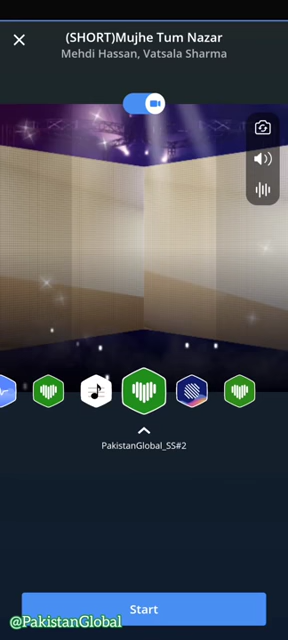 (SHORT)Mujhe Tum Nazar
Mehdi Hassan, Vatsala Sharma
PakistanGlobal_SS#2
Start
@PakistanGlobal